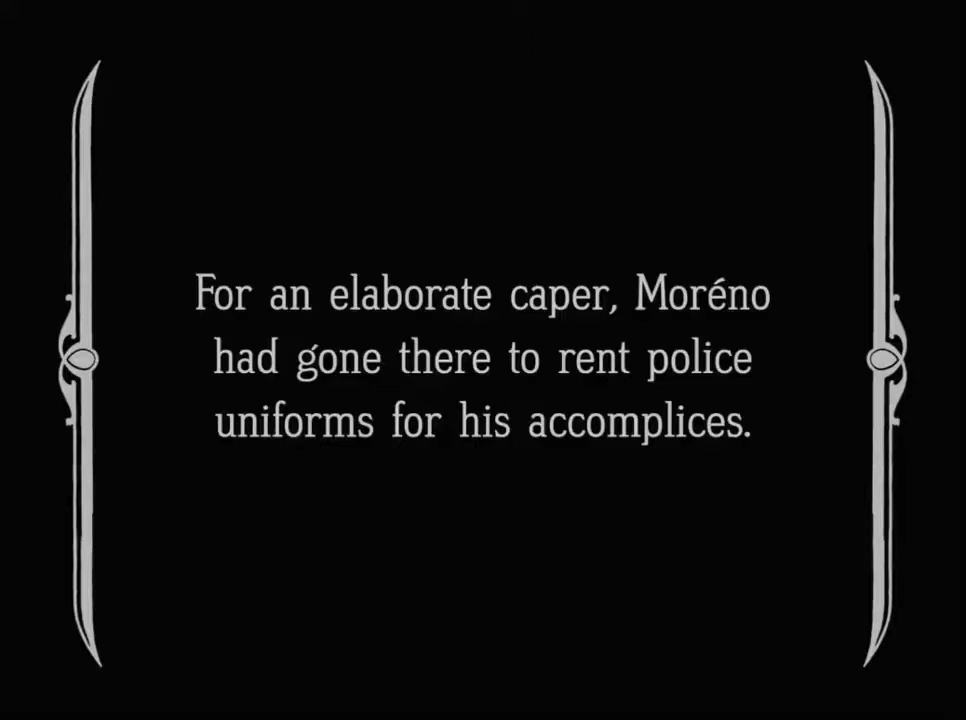 For an elaborate caper, Moréno
had gone there to rent police
uniforms for his accomplices.